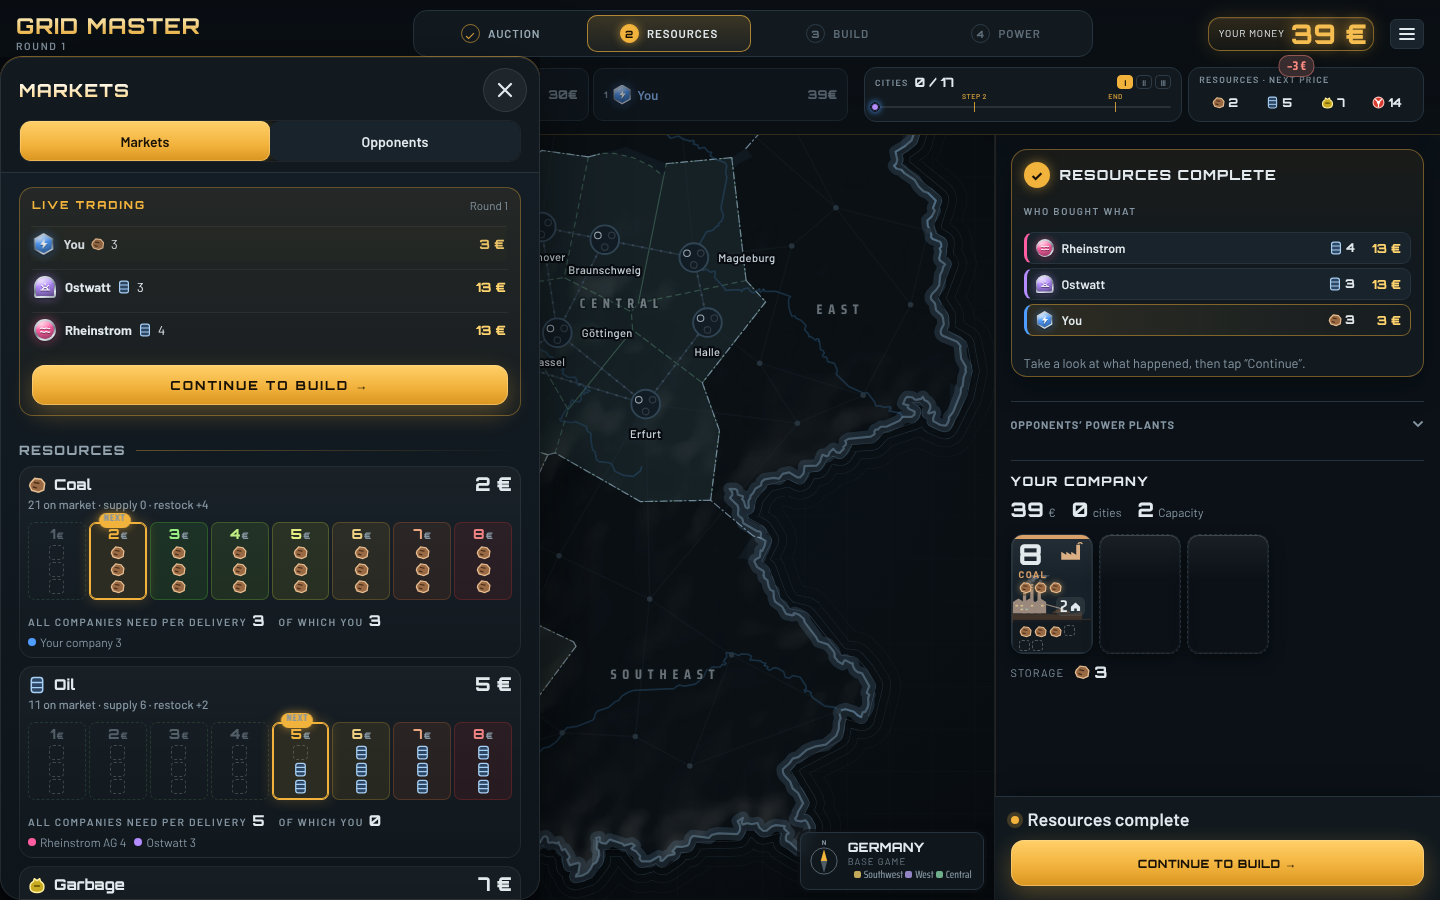 GRID MASTER
ROUND 1
AUCTION
2 RESOURCES
3 BUILD
4 POWER
YOUR MONEY 39 €
-3 €
MARKETS
Markets
Opponents
30€
1 You 39€
CITIES 0 / 17
I II III
STEP 2
END
RESOURCES · NEXT PRICE
2 5 7 14
LIVE TRADING
Round 1
You 3
3 €
Ostwatt 3
13 €
Rheinstrom 4
13 €
CONTINUE TO BUILD →
RESOURCES
Coal
2 €
21 on market · supply 0 · restock +4
NEXT
1€ 2€ 3€ 4€ 5€ 6€ 7€ 8€
ALL COMPANIES NEED PER DELIVERY 3 OF WHICH YOU 3
Your company 3
Oil
5 €
11 on market · supply 6 · restock +2
NEXT
1€ 2€ 3€ 4€ 5€ 6€ 7€ 8€
ALL COMPANIES NEED PER DELIVERY 5 OF WHICH YOU 0
Rheinstrom AG 4 Ostwatt 3
Garbage
7 €
nover
Braunschweig
Magdeburg
CENTRAL
EAST
Göttingen
Halle
assel
Erfurt
SOUTHEAST
N
GERMANY
BASE GAME
Southwest West Central
RESOURCES COMPLETE
WHO BOUGHT WHAT
Rheinstrom 4 13 €
Ostwatt 3 13 €
You 3 3 €
Take a look at what happened, then tap “Continue”.
OPPONENTS’ POWER PLANTS
YOUR COMPANY
39 € 0 cities 2 Capacity
8
COAL
2
STORAGE 3
Resources complete
CONTINUE TO BUILD →